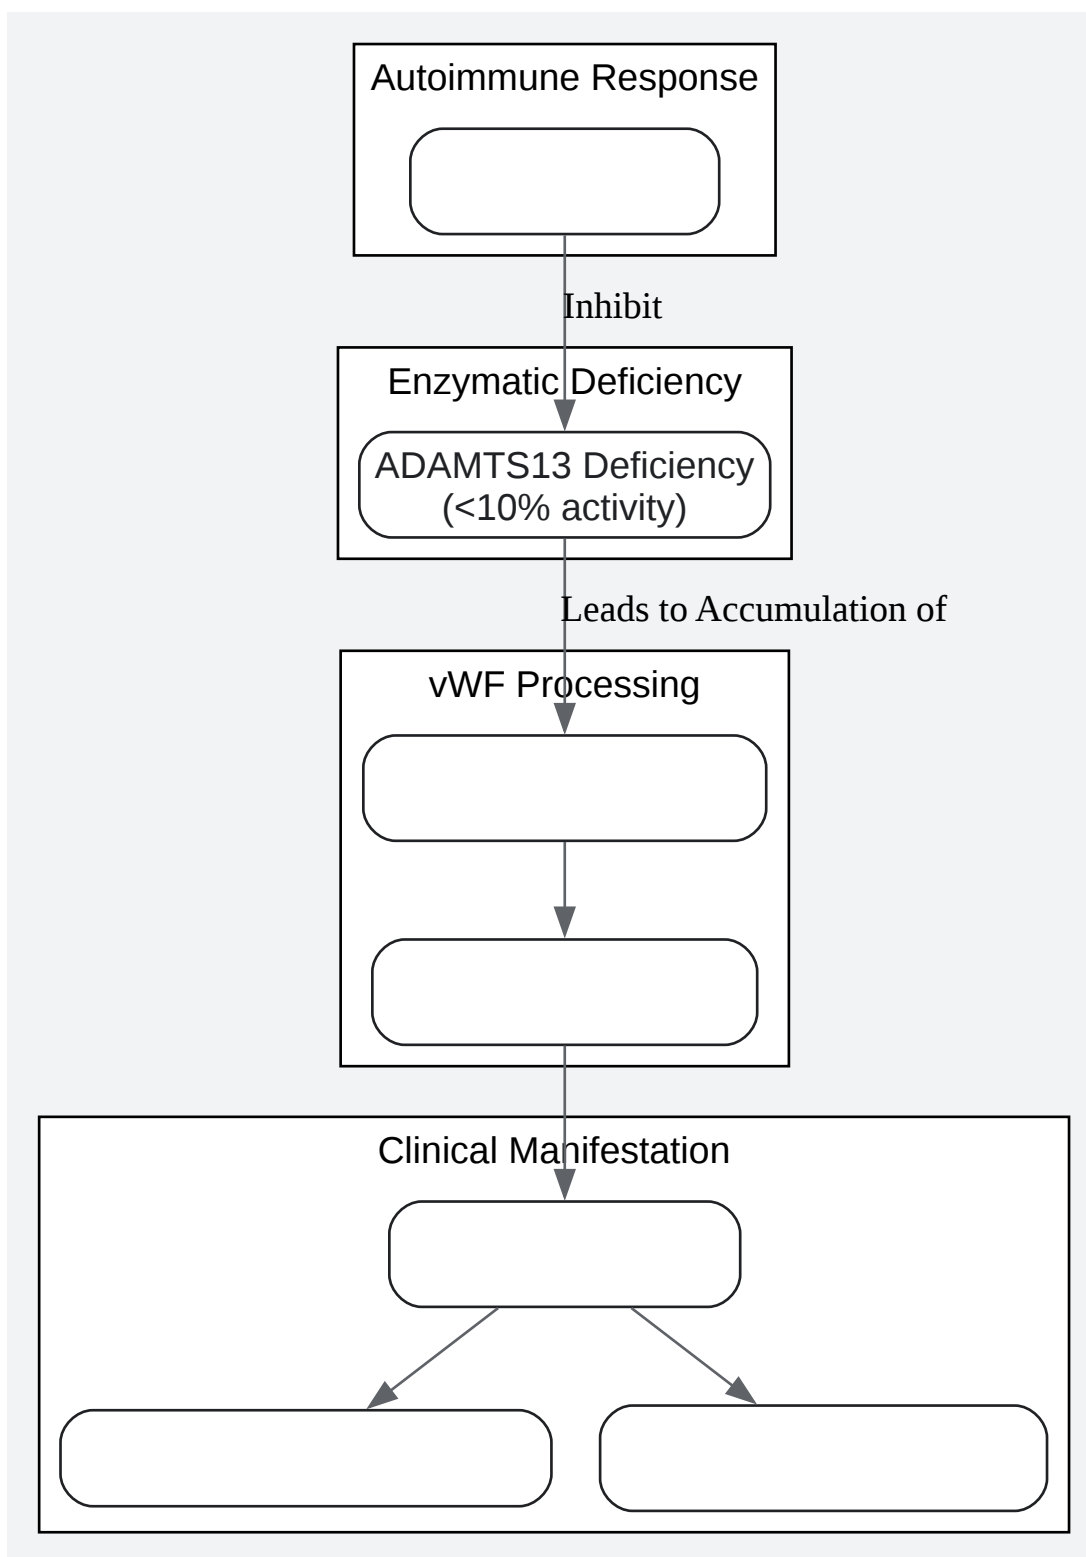 Autoimmune Response
Inhibit
Enzymatic Deficiency
ADAMTS13 Deficiency
(<10% activity)
Leads to Accumulation of
vWF Processing
Clinical Manifestation